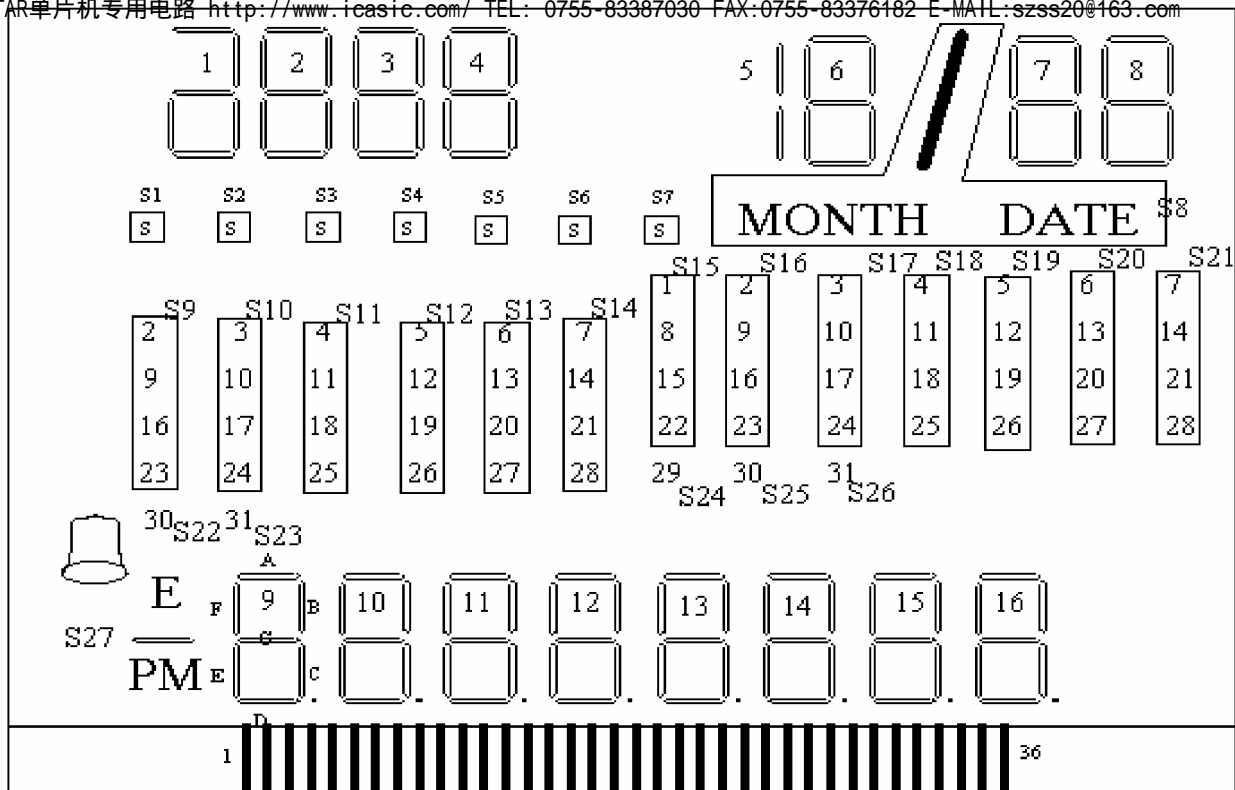 TAR单片机专用电路 http://www.icasic.com/ TEL: 0755-83387030 FAX:0755-83376182 E-MAIL:szss20@163.com
1 2 3 4 5 6 7 8
S1 S2 S3 S4 S5 S6 S7
S S S S S S S
MONTH DATE S8
S15 S16 S17 S18 S19 S20 S21
1 2 3 4 5 6 7
S9 S10 S11 S12 S13 S14
2 3 4 5 6 7 8 9 10 11 12 13 14
9 10 11 12 13 14 15 16 17 18 19 20 21
16 17 18 19 20 21 22 23 24 25 26 27 28
23 24 25 26 27 28 29 30 31
S24 S25 S26
30 S22 31 S23
A
E F 9 B 10 11 12 13 14 15 16
S27 G
PM E C
D
1 36